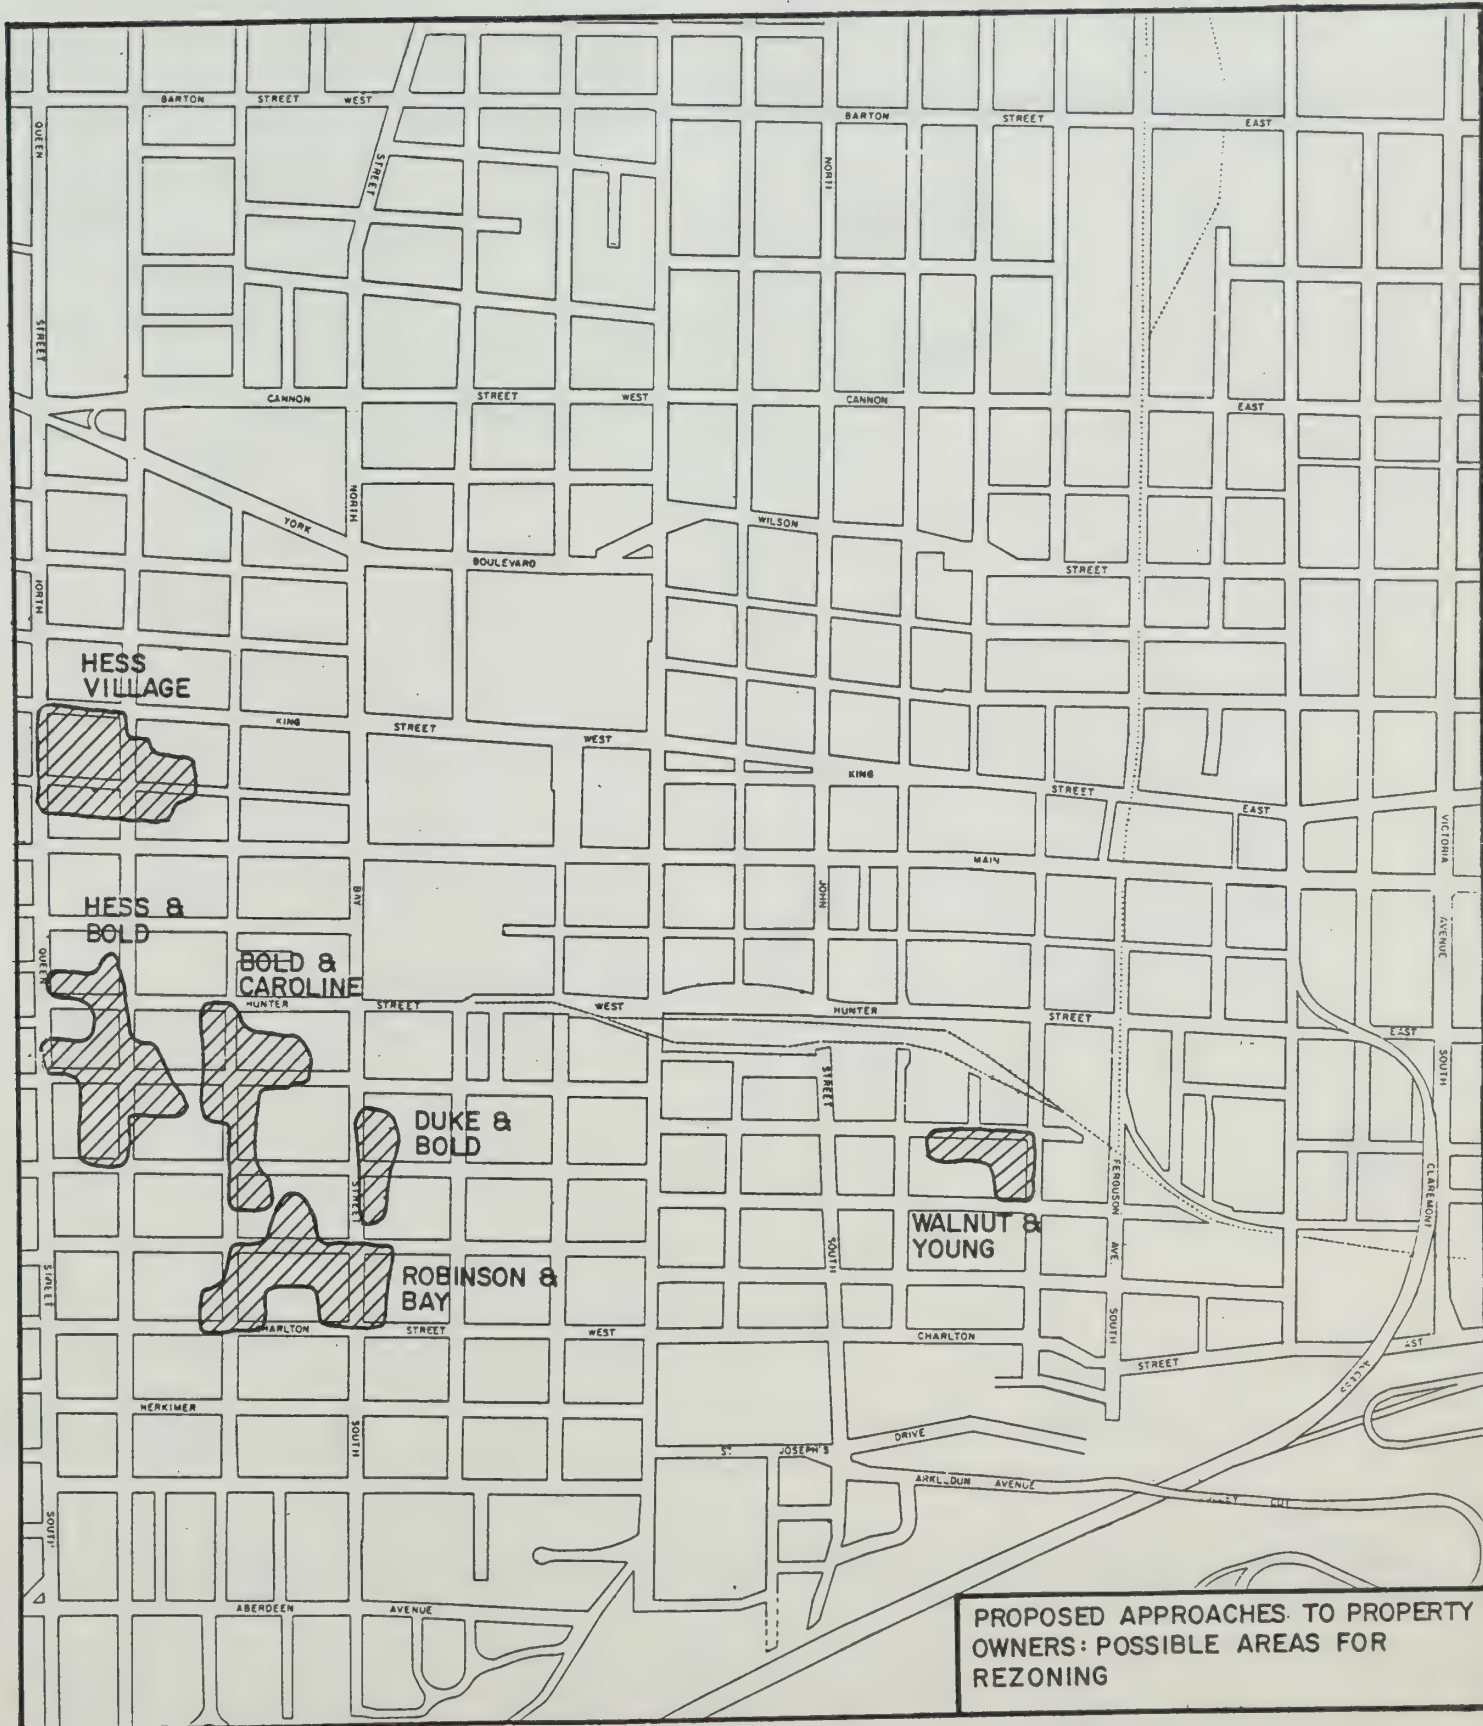 BARTON STREET WEST
BARTON STREET EAST
QUEEN
STREET
NORTH
STREET
CANNON STREET WEST
CANNON EAST
NORTH
YORK
BOULEVARD
WILSON
STREET
HESS
VILLAGE
KING
STREET
WEST
KING
STREET
EAST
MAIN
VICTORIA
AVENUE
SOUTH
BAY
JOHN
HESS &
BOLD
QUEEN
BOLD &
CAROLINE
HUNTER STREET WEST
HUNTER STREET EAST
STREET
DUKE &
BOLD
STREET
FERGUSON
AVE.
SOUTH
CLAREMONT
ACCESS
WALNUT &
YOUNG
SOUTH
ROBINSON &
BAY
STREET
HARLTON STREET WEST
CHARLTON
STREET
AST
HERKIMER
SOUTH
ST. JOSEPH'S
DRIVE
AVENUE
CUT
SOUTH
ABERDEEN AVENUE
PROPOSED APPROACHES TO PROPERTY
OWNERS: POSSIBLE AREAS FOR
REZONING